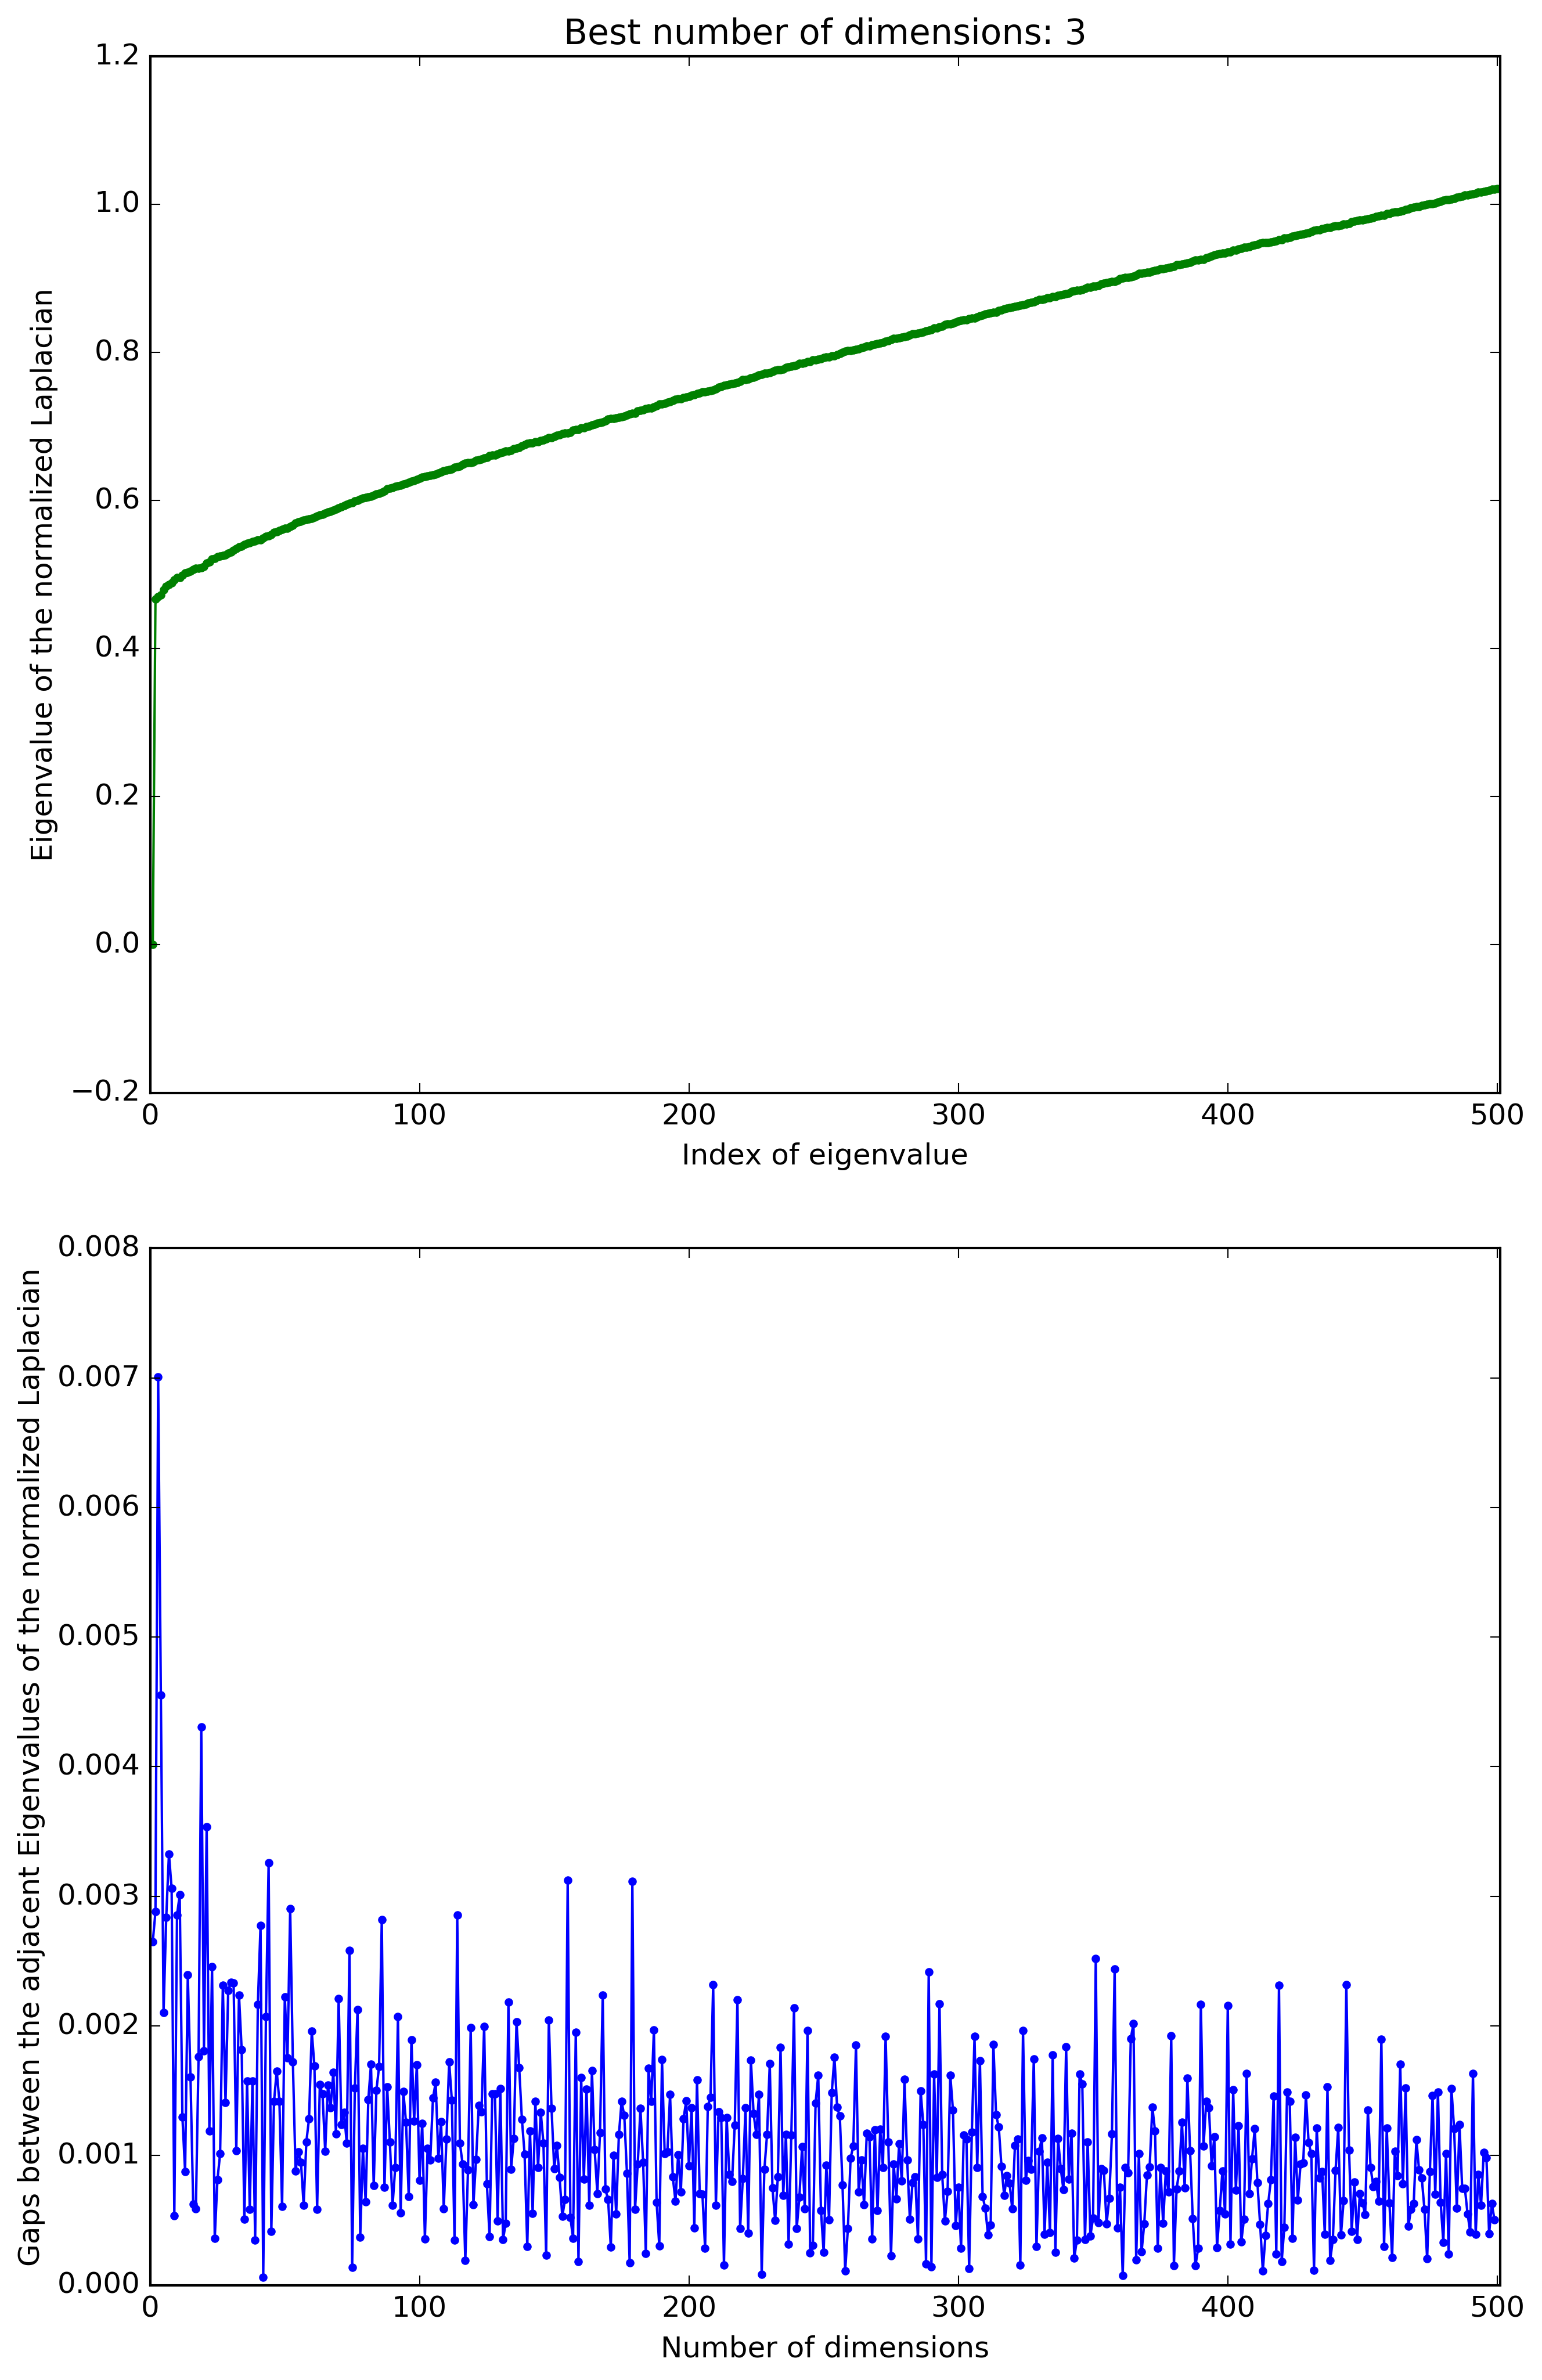 Best number of dimensions: 3
1.2
1.0
0.8
0.6
0.4
0.2
0.0
−0.2
Eigenvalue of the normalized Laplacian
0 100 200 300 400 500
Index of eigenvalue
0.008
0.007
0.006
0.005
0.004
0.003
0.002
0.001
0.000
Gaps between the adjacent Eigenvalues of the normalized Laplacian
0 100 200 300 400 500
Number of dimensions